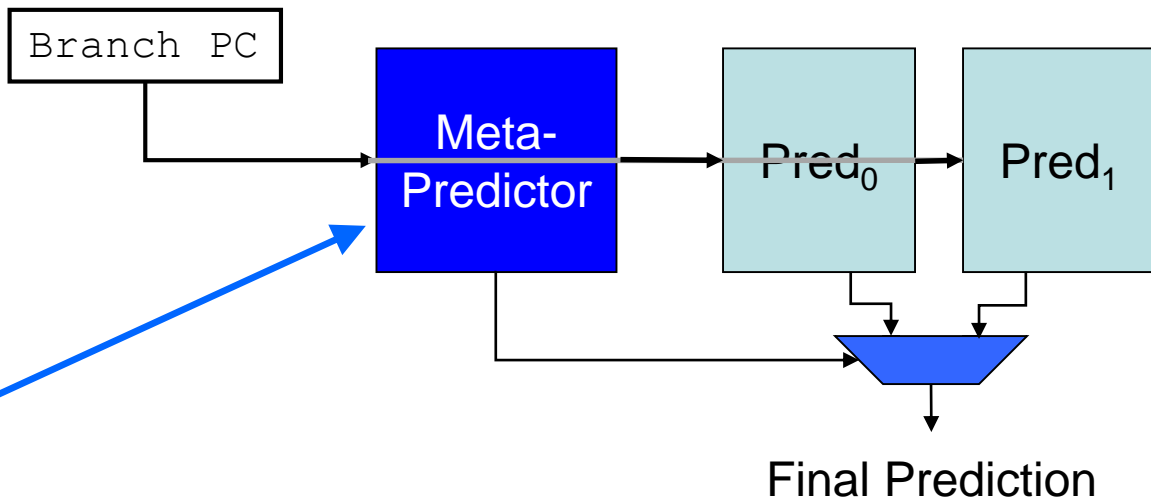 Branch PC
Meta-
Predictor
Pred₀
Pred₁
Final Prediction